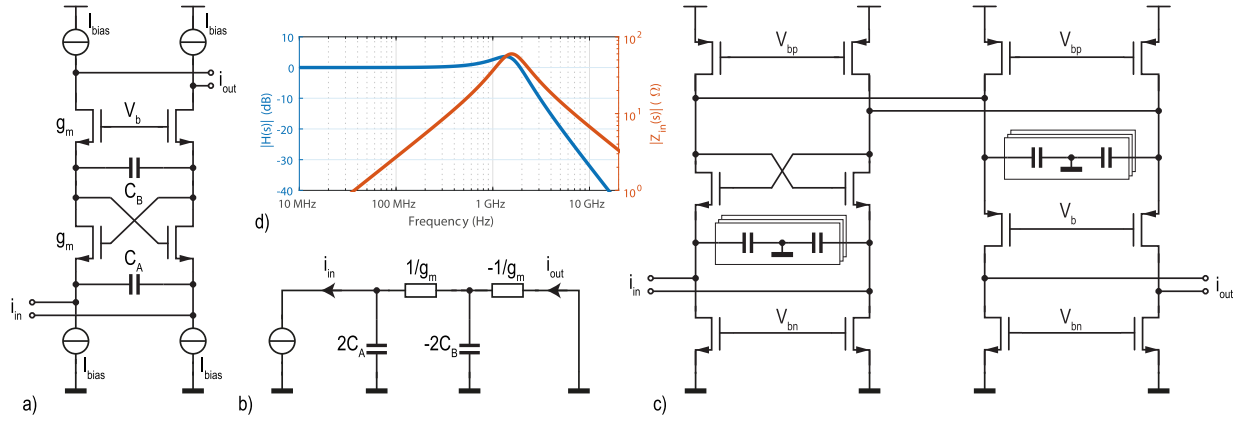 I_bias I_bias
i_out
g_m V_b
C_B
g_m
C_A
i_in
I_bias I_bias
a)
10
0
-10
-20
-30
-40
|H(s)| (dB)
10^2
10^1
10^0
|Z_in(s)| ( Ω)
10 MHz 100 MHz 1 GHz 10 GHz
Frequency (Hz)
d)
i_in 1/g_m -1/g_m i_out
2C_A -2C_B
b)
V_bp V_bp
V_b
i_in i_out
V_bn V_bn
c)